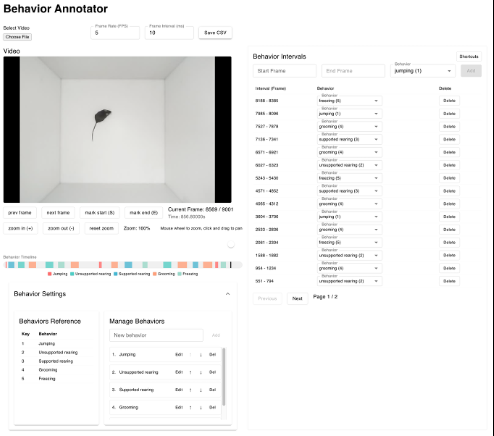 Behavior Annotator
Select Video
Choose File
Frame Rate (FPS)
5
Frame Interval (ms)
10
Save CSV
Video
prev frame
next frame
mark start (S)
mark end (E)
Current Frame: 8509 / 9001
zoom in (+)
zoom out (-)
reset zoom
Zoom: 100%
Mouse wheel to zoom, click and drag to pan
Behavior Timeline
Jumping
Unsupported rearing
Supported rearing
Grooming
Freezing
Behavior Settings
Behaviors Reference
Key Behavior
1 Jumping
2 Unsupported rearing
3 Supported rearing
4 Grooming
5 Freezing
Manage Behaviors
New behavior
Add
1. Jumping Edit ↑ ↓ Del
2. Unsupported rearing Edit ↑ ↓ Del
3. Supported rearing Edit ↑ ↓ Del
4. Grooming Edit ↑ ↓ Del
Behavior Intervals
Shortcuts
Start Frame
End Frame
Behavior
jumping (1)
Add
Interval (Frame) Behavior Delete
Behavior
freezing (5) Delete
Behavior
jumping (1) Delete
Behavior
grooming (4) Delete
Behavior
supported rearing (3) Delete
Behavior
grooming (4) Delete
Behavior
unsupported rearing (2) Delete
Behavior
freezing (5) Delete
Behavior
supported rearing (3) Delete
Behavior
grooming (4) Delete
Behavior
jumping (1) Delete
Behavior
grooming (4) Delete
Behavior
freezing (5) Delete
Behavior
unsupported rearing (2) Delete
Behavior
grooming (4) Delete
Behavior
unsupported rearing (2) Delete
Previous
Next
Page 1 / 2